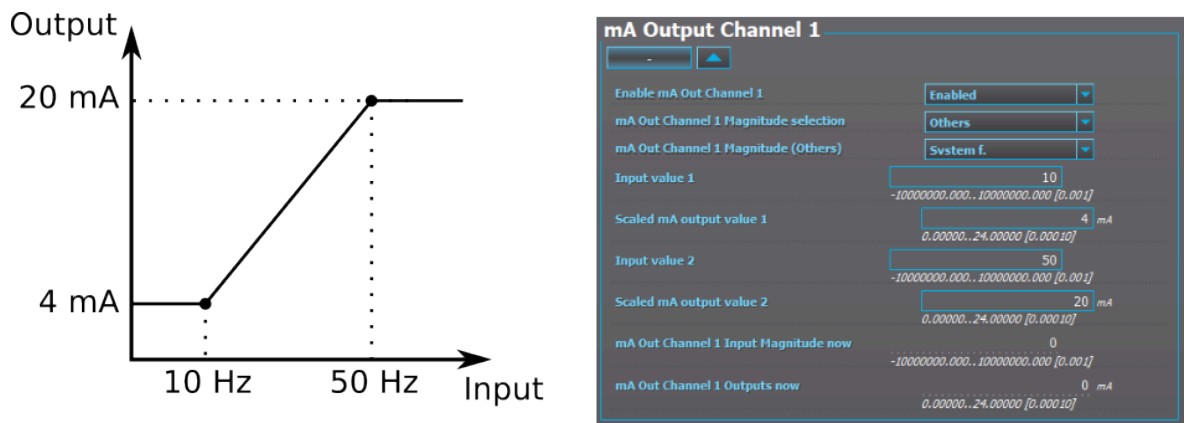 Output
20 mA
4 mA
10 Hz
50 Hz
Input
mA Output Channel 1
-
Enable mA Out Channel 1
Enabled
mA Out Channel 1 Magnitude selection
Others
mA Out Channel 1 Magnitude (Others)
System f.
Input value 1
10
-10000000.000..10000000.000 [0.001]
Scaled mA output value 1
4 mA
0.00000..24.00000 [0.00010]
Input value 2
50
-10000000.000..10000000.000 [0.001]
Scaled mA output value 2
20 mA
0.00000..24.00000 [0.00010]
mA Out Channel 1 Input Magnitude now
0
-10000000.000..10000000.000 [0.001]
mA Out Channel 1 Outputs now
0 mA
0.00000..24.00000 [0.00010]